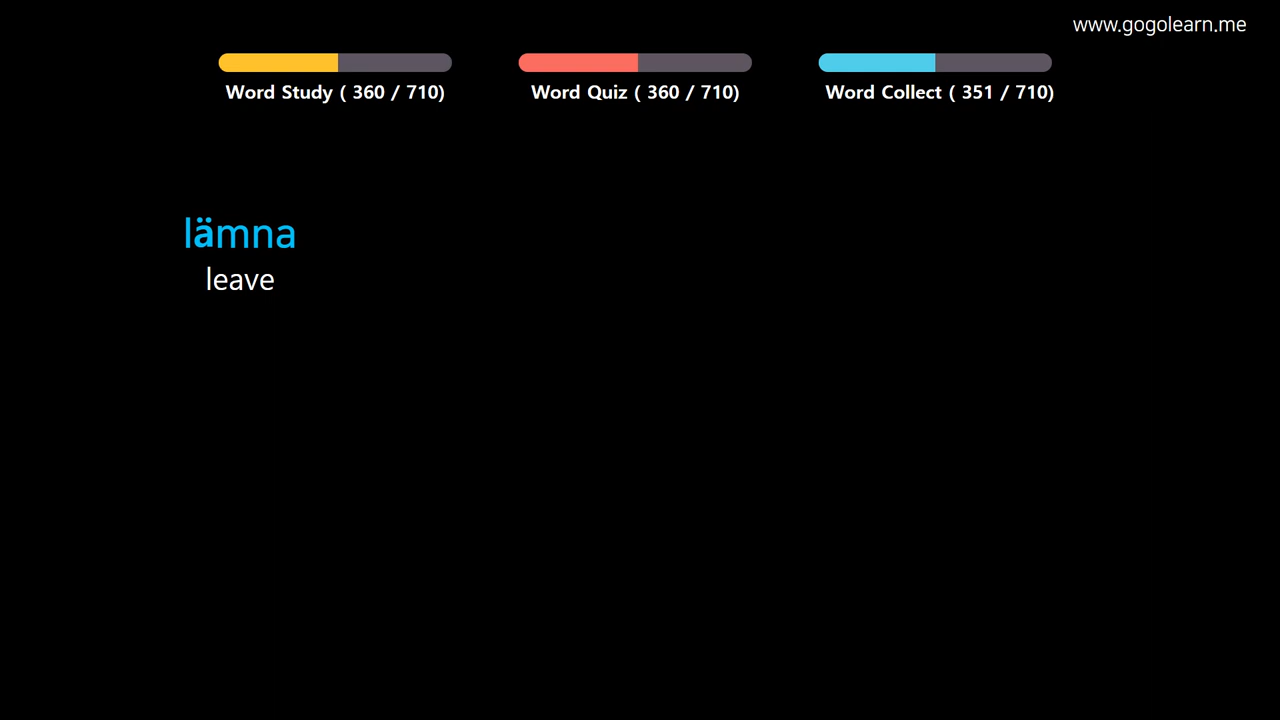 www.gogolearn.me
Word Study ( 360 / 710)
Word Quiz ( 360 / 710)
Word Collect ( 351 / 710)
lämna
leave